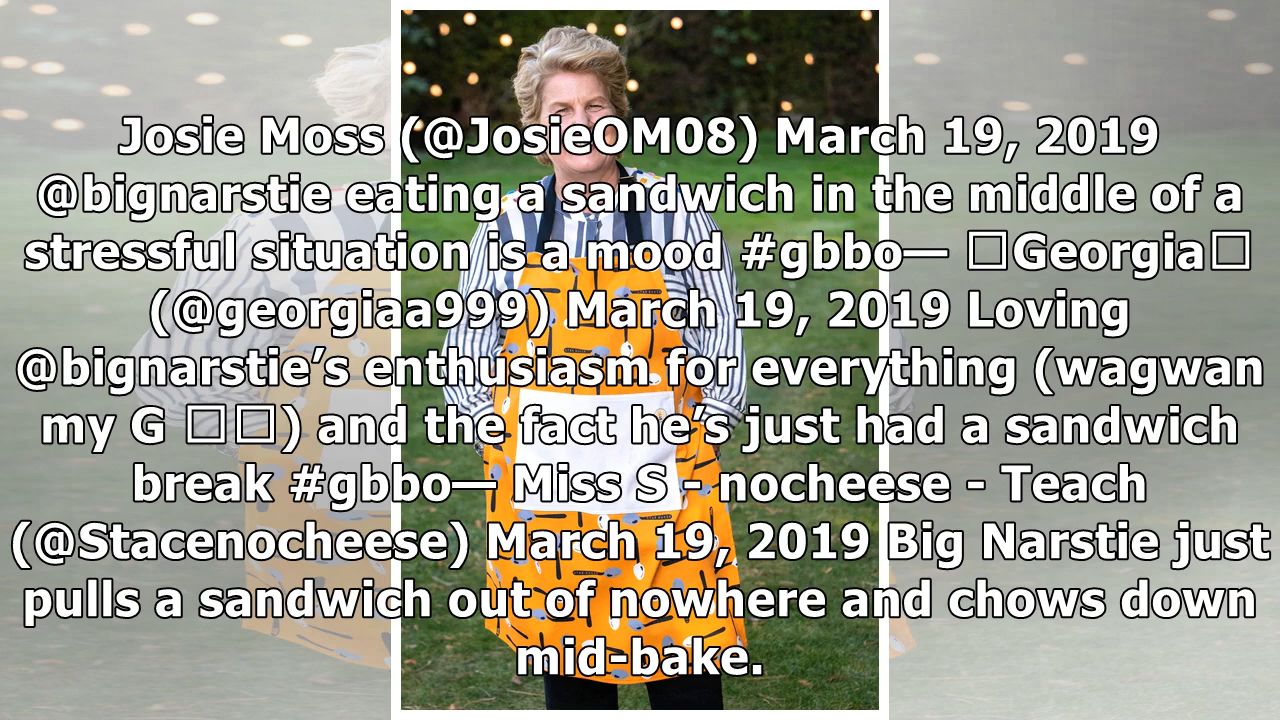 Josie Moss (@JosieOM08) March 19, 2019
@bignarstie eating a sandwich in the middle of a
stressful situation is a mood #gbbo— □Georgia□
(@georgiaa999) March 19, 2019 Loving
@bignarstie’s enthusiasm for everything (wagwan
my G □□) and the fact he’s just had a sandwich
break #gbbo— Miss S - nocheese - Teach
(@Stacenocheese) March 19, 2019 Big Narstie just
pulls a sandwich out of nowhere and chows down
mid-bake.